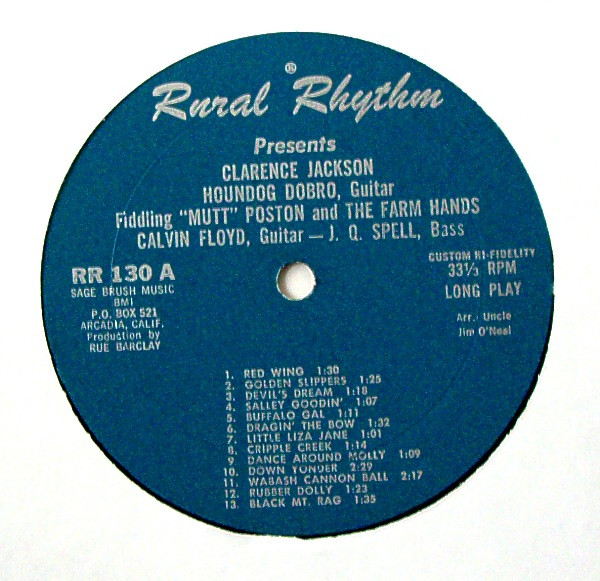 ®
Rural Rhythm
Presents
CLARENCE JACKSON
HOUNDOG DOBRO, Guitar
Fiddling "MUTT" POSTON and THE FARM HANDS
CALVIN FLOYD, Guitar — J. Q. SPELL, Bass
RR 130 A
SAGE BRUSH MUSIC
BMI
P.O. BOX 521
ARCADIA, CALIF.
Production by
RUE BARCLAY
CUSTOM HI-FIDELITY
33⅓ RPM
LONG PLAY
Arr. Uncle
Jim O'Neal
1. RED WING 1:30
2. GOLDEN SLIPPERS 1:25
3. DEVIL'S DREAM 1:18
4. SALLEY GOODIN' 1:07
5. BUFFALO GAL 1:11
6. DRAGIN' THE BOW 1:32
7. LITTLE LIZA JANE 1:01
8. CRIPPLE CREEK 1:14
9 DANCE AROUND MOLLY 1:09
10. DOWN YONDER 2:29
11. WABASH CANNON BALL 2:17
12. RUBBER DOLLY 1:23
13. BLACK MT. RAG 1:35